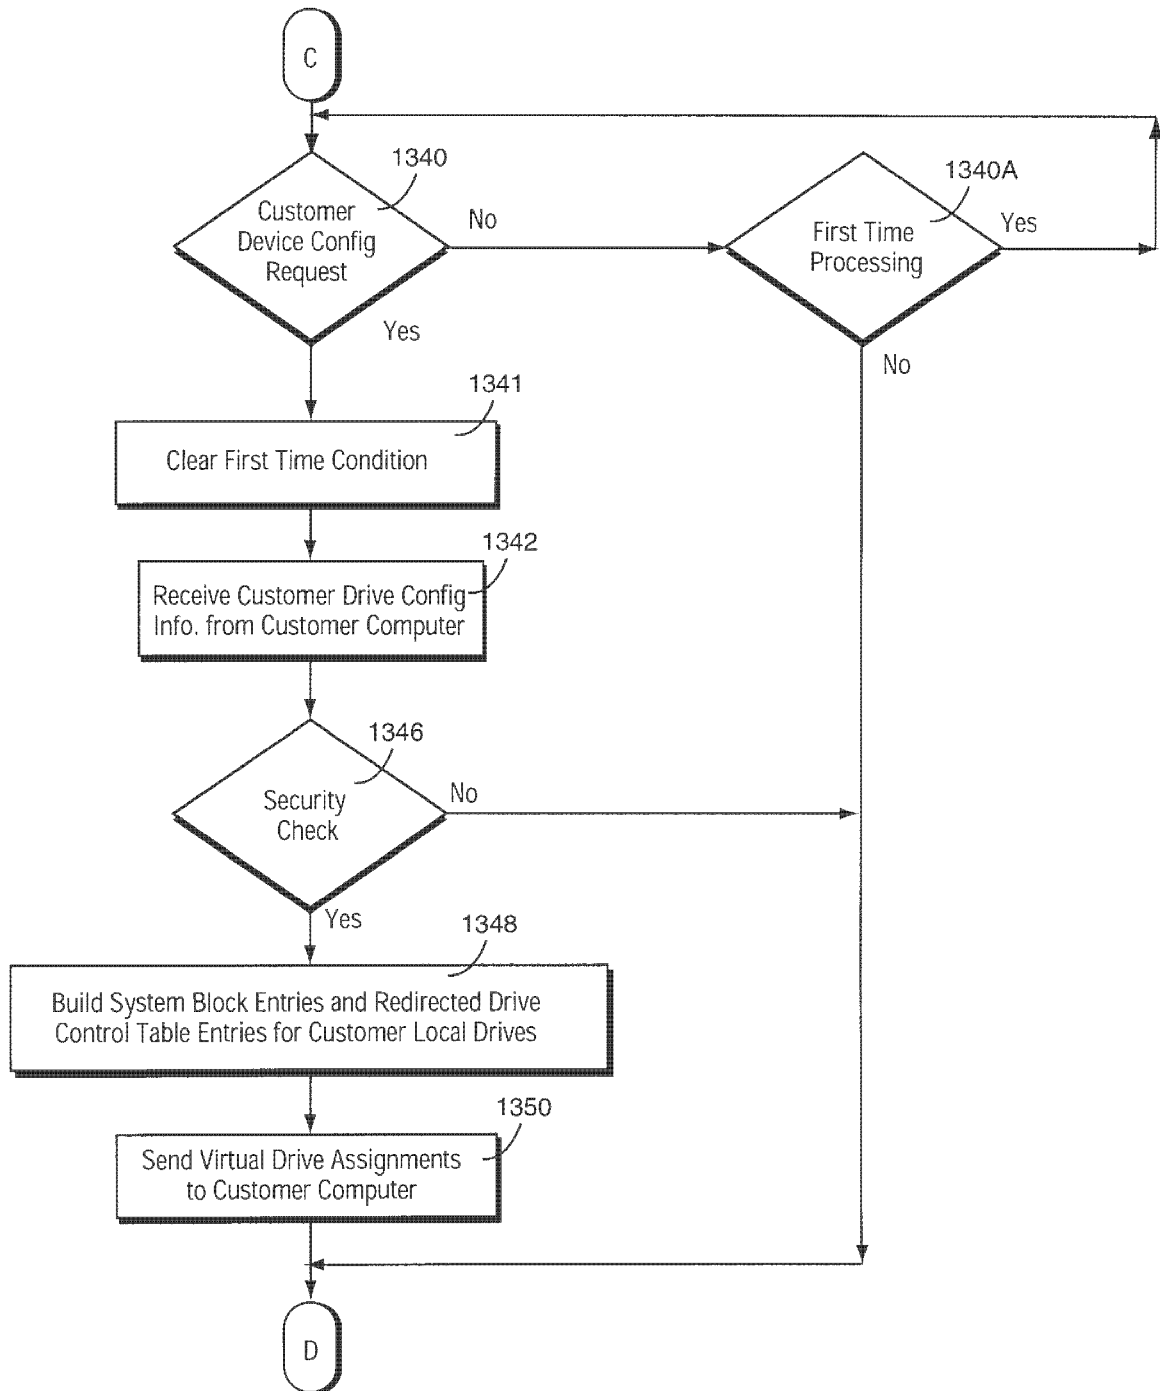 C
1340
Customer
Device Config
Request
No
Yes
1340A
First Time
Processing
Yes
No
1341
Clear First Time Condition
1342
Receive Customer Drive Config
Info. from Customer Computer
1346
Security
Check
No
Yes
1348
Build System Block Entries and Redirected Drive
Control Table Entries for Customer Local Drives
1350
Send Virtual Drive Assignments
to Customer Computer
D